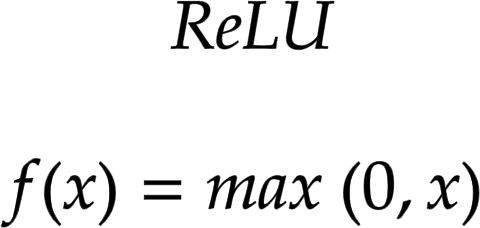 ReLU
f(x) = max (0, x)